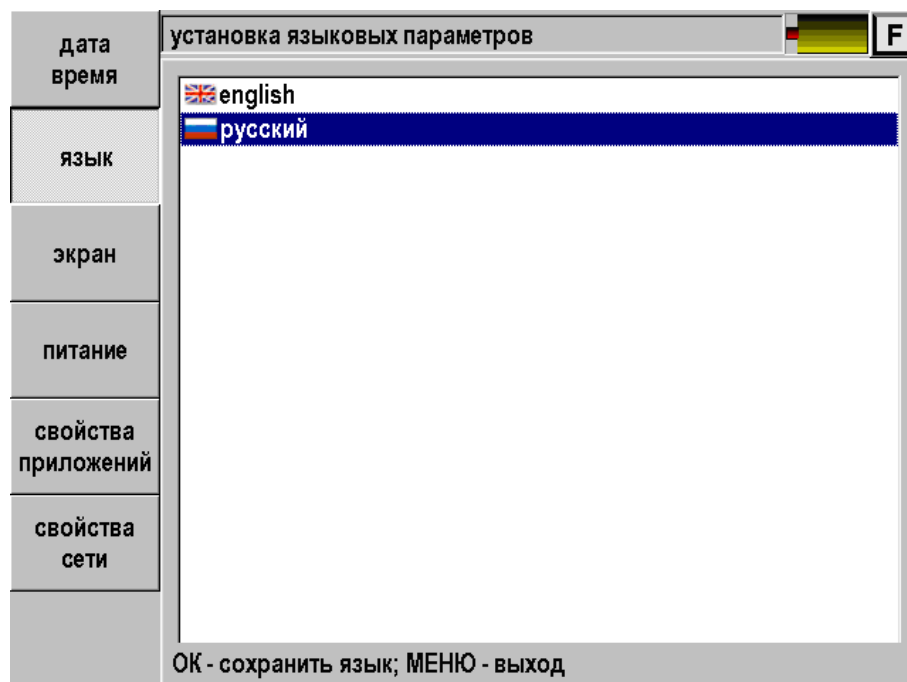 дата
время
язык
экран
питание
свойства
приложений
свойства
сети
установка языковых параметров
F
english
русский
ОК - сохранить язык; МЕНЮ - выход